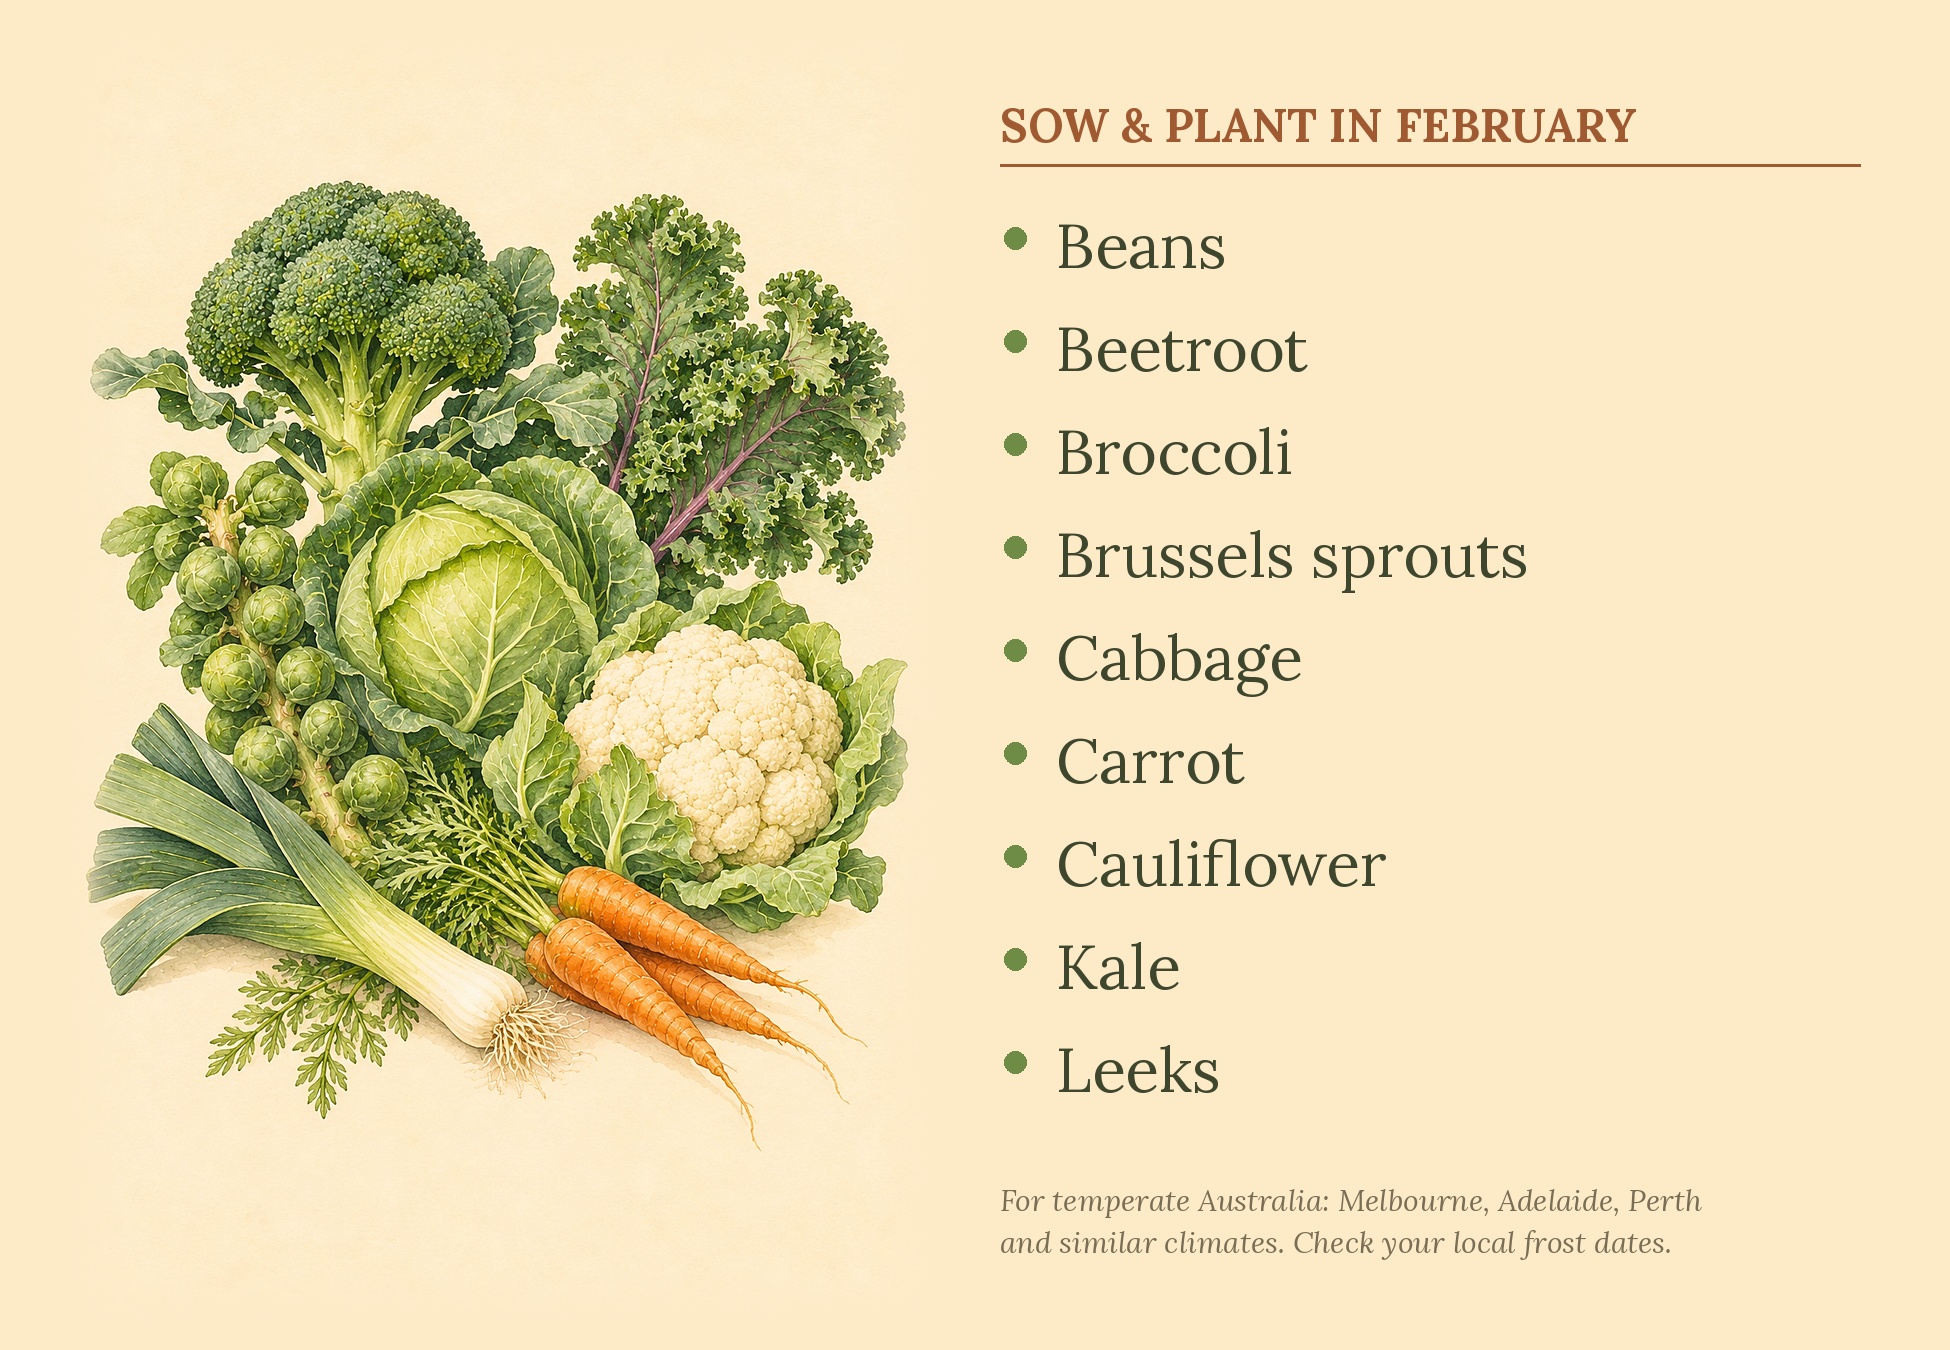 SOW & PLANT IN FEBRUARY
Beans
Beetroot
Broccoli
Brussels sprouts
Cabbage
Carrot
Cauliflower
Kale
Leeks
For temperate Australia: Melbourne, Adelaide, Perth
and similar climates. Check your local frost dates.